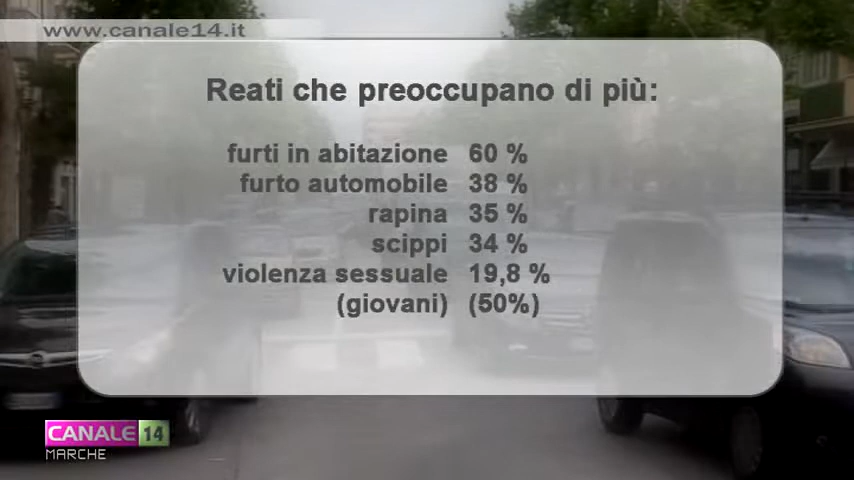 www.canale14.it
Reati che preoccupano di più:
furti in abitazione 60 %
furto automobile 38 %
rapina 35 %
scippi 34 %
violenza sessuale 19,8 %
(giovani) (50%)
CANALE 14
MARCHE